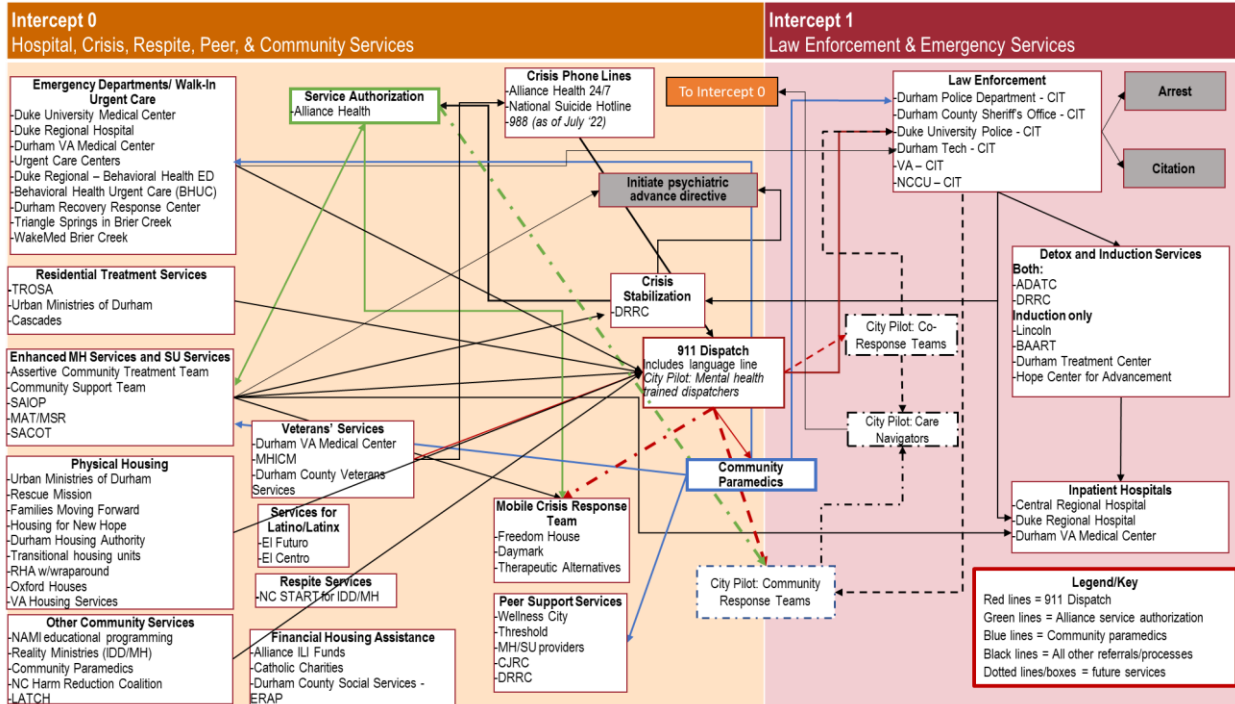 Intercept 0
Hospital, Crisis, Respite, Peer, & Community Services
Intercept 1
Law Enforcement & Emergency Services
Emergency Departments/ Walk-In
Urgent Care
-Duke University Medical Center
-Duke Regional Hospital
-Durham VA Medical Center
-Urgent Care Centers
-Duke Regional – Behavioral Health ED
-Behavioral Health Urgent Care (BHUC)
-Durham Recovery Response Center
-Triangle Springs in Brier Creek
-WakeMed Brier Creek
Service Authorization
-Alliance Health
Crisis Phone Lines
-Alliance Health 24/7
-National Suicide Hotline
-988 (as of July ‘22)
To Intercept 0
Law Enforcement
-Durham Police Department - CIT
-Durham County Sheriff’s Office - CIT
-Duke University Police - CIT
-Durham Tech - CIT
-VA – CIT
-NCCU – CIT
Arrest
Citation
Initiate psychiatric
advance directive
Residential Treatment Services
-TROSA
-Urban Ministries of Durham
-Cascades
Crisis
Stabilization
-DRRC
Detox and Induction Services
Both:
-ADATC
-DRRC
Induction only
-Lincoln
-BAART
-Durham Treatment Center
-Hope Center for Advancement
Enhanced MH Services and SU Services
-Assertive Community Treatment Team
-Community Support Team
-SAIOP
-MAT/MSR
-SACOT
911 Dispatch
Includes language line
City Pilot: Mental health
trained dispatchers
City Pilot: Co-
Response Teams
City Pilot: Care
Navigators
Veterans’ Services
-Durham VA Medical Center
-MHICM
-Durham County Veterans
Services
Community
Paramedics
Physical Housing
-Urban Ministries of Durham
-Rescue Mission
-Families Moving Forward
-Housing for New Hope
-Durham Housing Authority
-Transitional housing units
-RHA w/wraparound
-Oxford Houses
-VA Housing Services
Services for
Latino/Latinx
-El Futuro
-El Centro
Mobile Crisis Response
Team
-Freedom House
-Daymark
-Therapeutic Alternatives
Inpatient Hospitals
-Central Regional Hospital
-Duke Regional Hospital
-Durham VA Medical Center
Respite Services
-NC START for IDD/MH
City Pilot: Community
Response Teams
Peer Support Services
-Wellness City
-Threshold
-MH/SU providers
-CJRC
-DRRC
Other Community Services
-NAMI educational programming
-Reality Ministries (IDD/MH)
-Community Paramedics
-NC Harm Reduction Coalition
-LATCH
Financial Housing Assistance
-Alliance ILI Funds
-Catholic Charities
-Durham County Social Services -
ERAP
Legend/Key
Red lines = 911 Dispatch
Green lines = Alliance service authorization
Blue lines = Community paramedics
Black lines = All other referrals/processes
Dotted lines/boxes = future services